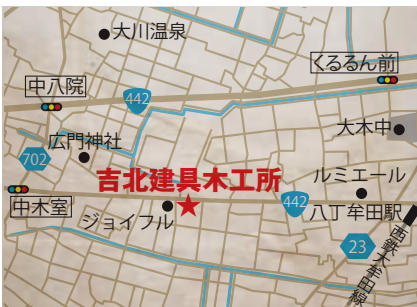 大川温泉
くるるん前
中八院
442
大木中
広門神社
702
吉北建具木工所
ルミエール
442
中木室
ジョイフル
八丁牟田駅
23
西鉄大牟田線